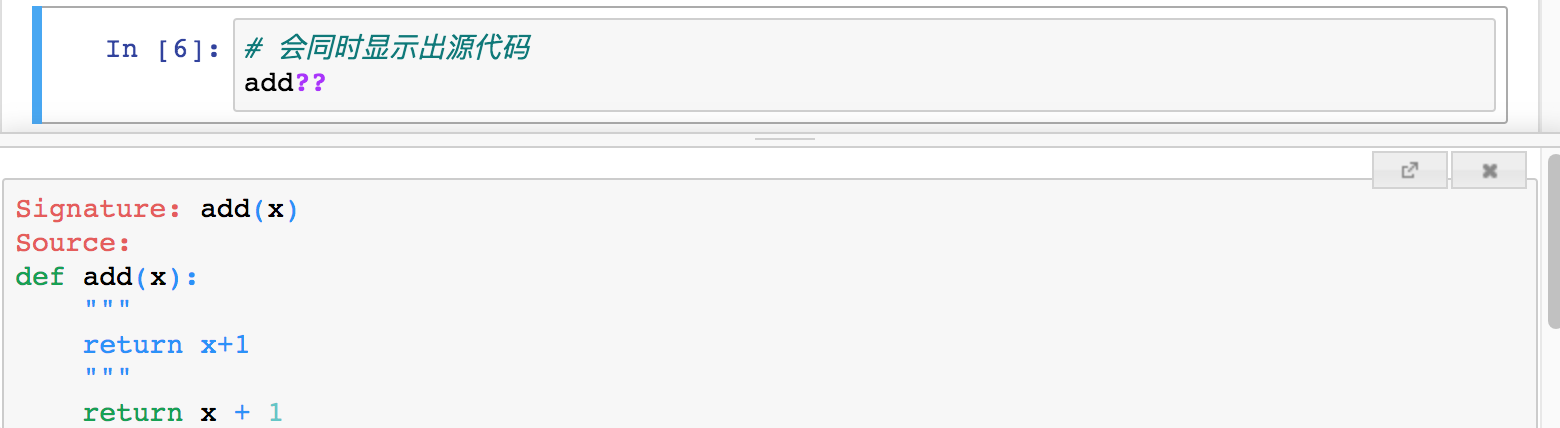 In [6]:
# 会同时显示出源代码
add??
Signature: add(x)
Source:
def add(x):
    """
    return x+1
    """
    return x + 1